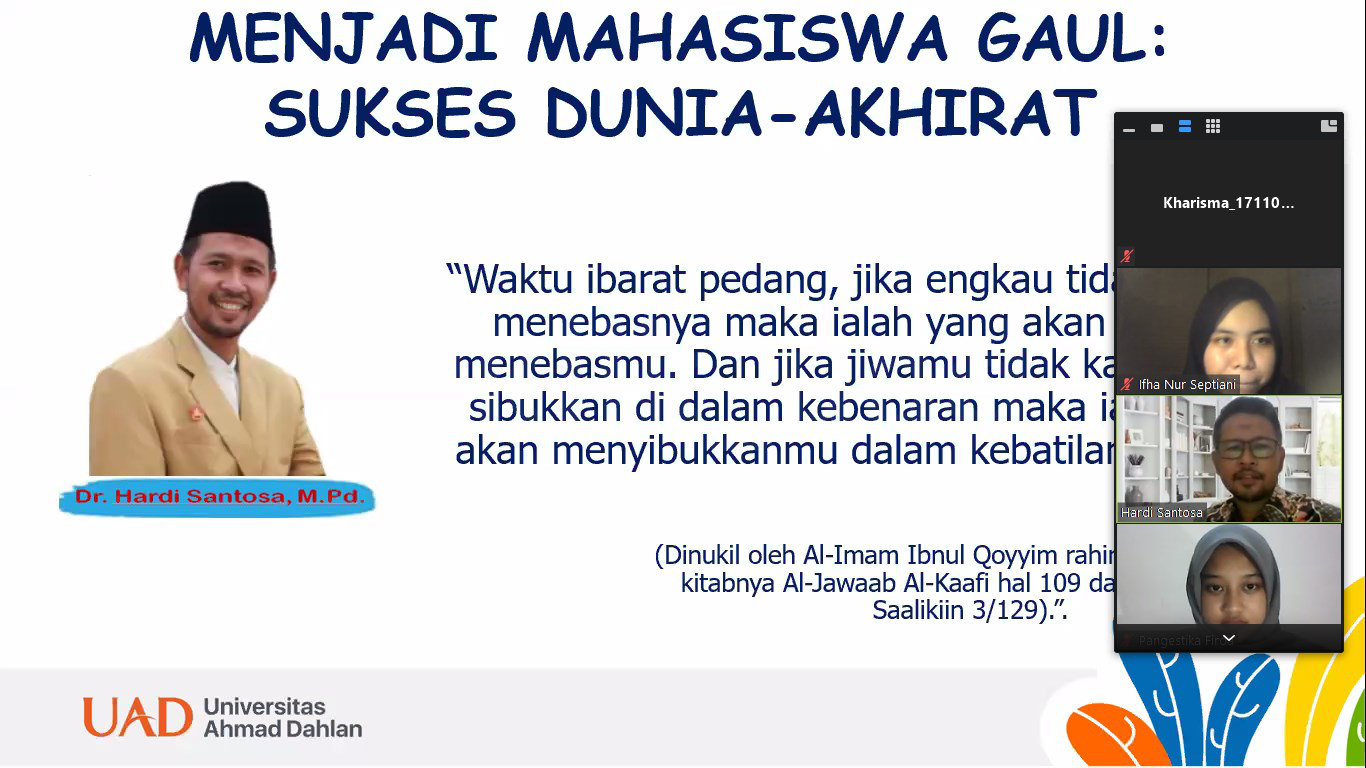 MENJADI MAHASISWA GAUL:
SUKSES DUNIA-AKHIRAT
Dr. Hardi Santosa, M.Pd.
“Waktu ibarat pedang, jika engkau
menebasnya maka ialah yang akan
menebasmu. Dan jika jiwamu tidak
sibukkan di dalam kebenaran maka
akan menyibukkanmu dalam
(Dinukil oleh Al-Imam Ibnul Qoyyim
kitabnya Al-Jawaab Al-Kaafi hal 109
Saalikiin 3/129).”.
UAD Universitas
Ahmad Dahlan
Kharisma_17110...
Ifha Nur Septiani
Hardi Santosa
Pangestika